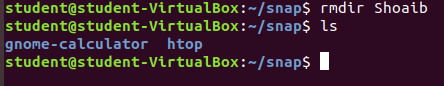 student@student-VirtualBox:~/snap$ rmdir Shoaib
student@student-VirtualBox:~/snap$ ls
gnome-calculator  htop
student@student-VirtualBox:~/snap$